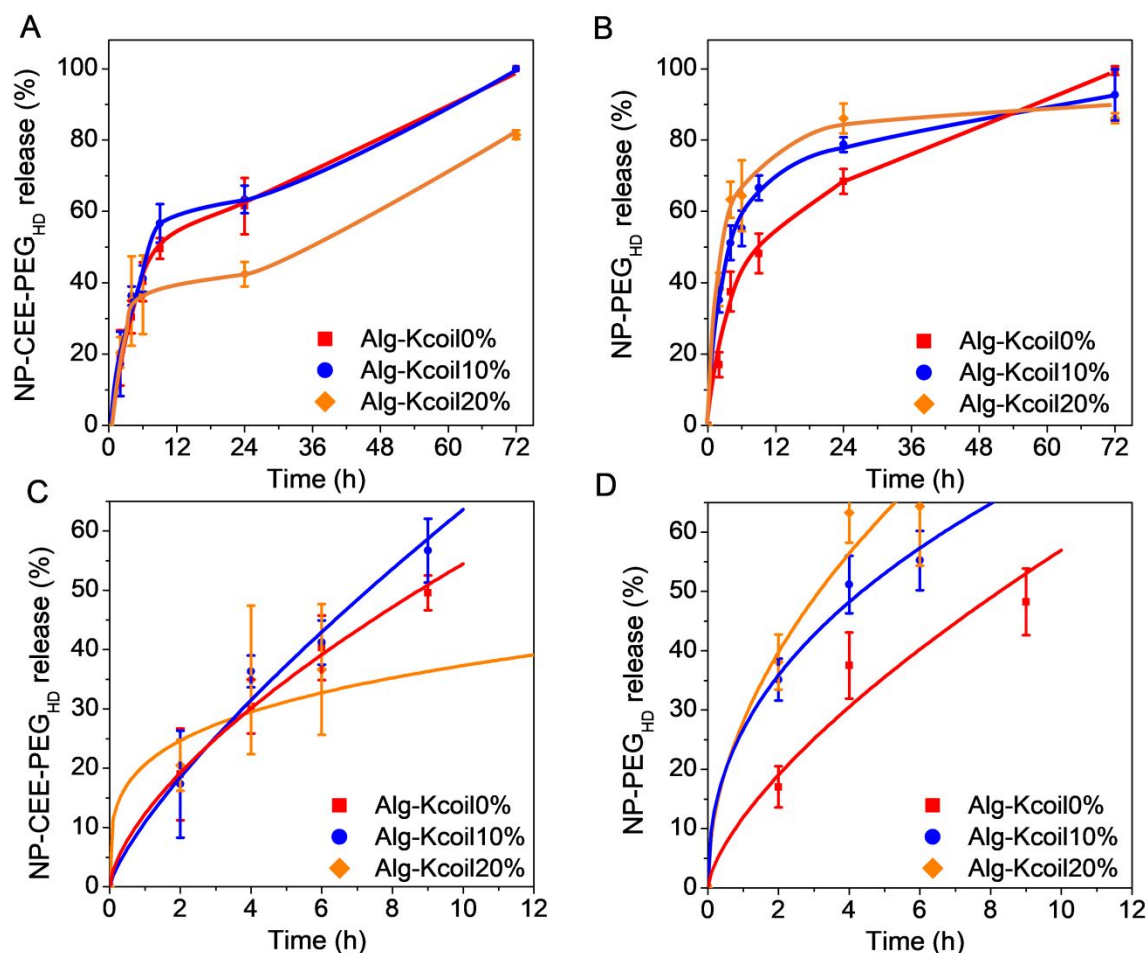 A
NP-CEE-PEG_HD release (%)
100
80
60
40
20
0
Alg-Kcoil0%
Alg-Kcoil10%
Alg-Kcoil20%
0 12 24 36 48 60 72
Time (h)
B
NP-PEG_HD release (%)
100
80
60
40
20
0
Alg-Kcoil0%
Alg-Kcoil10%
Alg-Kcoil20%
0 12 24 36 48 60 72
Time (h)
C
NP-CEE-PEG_HD release (%)
60
50
40
30
20
10
0
Alg-Kcoil0%
Alg-Kcoil10%
Alg-Kcoil20%
0 2 4 6 8 10 12
Time (h)
D
NP-PEG_HD release (%)
60
50
40
30
20
10
0
Alg-Kcoil0%
Alg-Kcoil10%
Alg-Kcoil20%
0 2 4 6 8 10 12
Time (h)